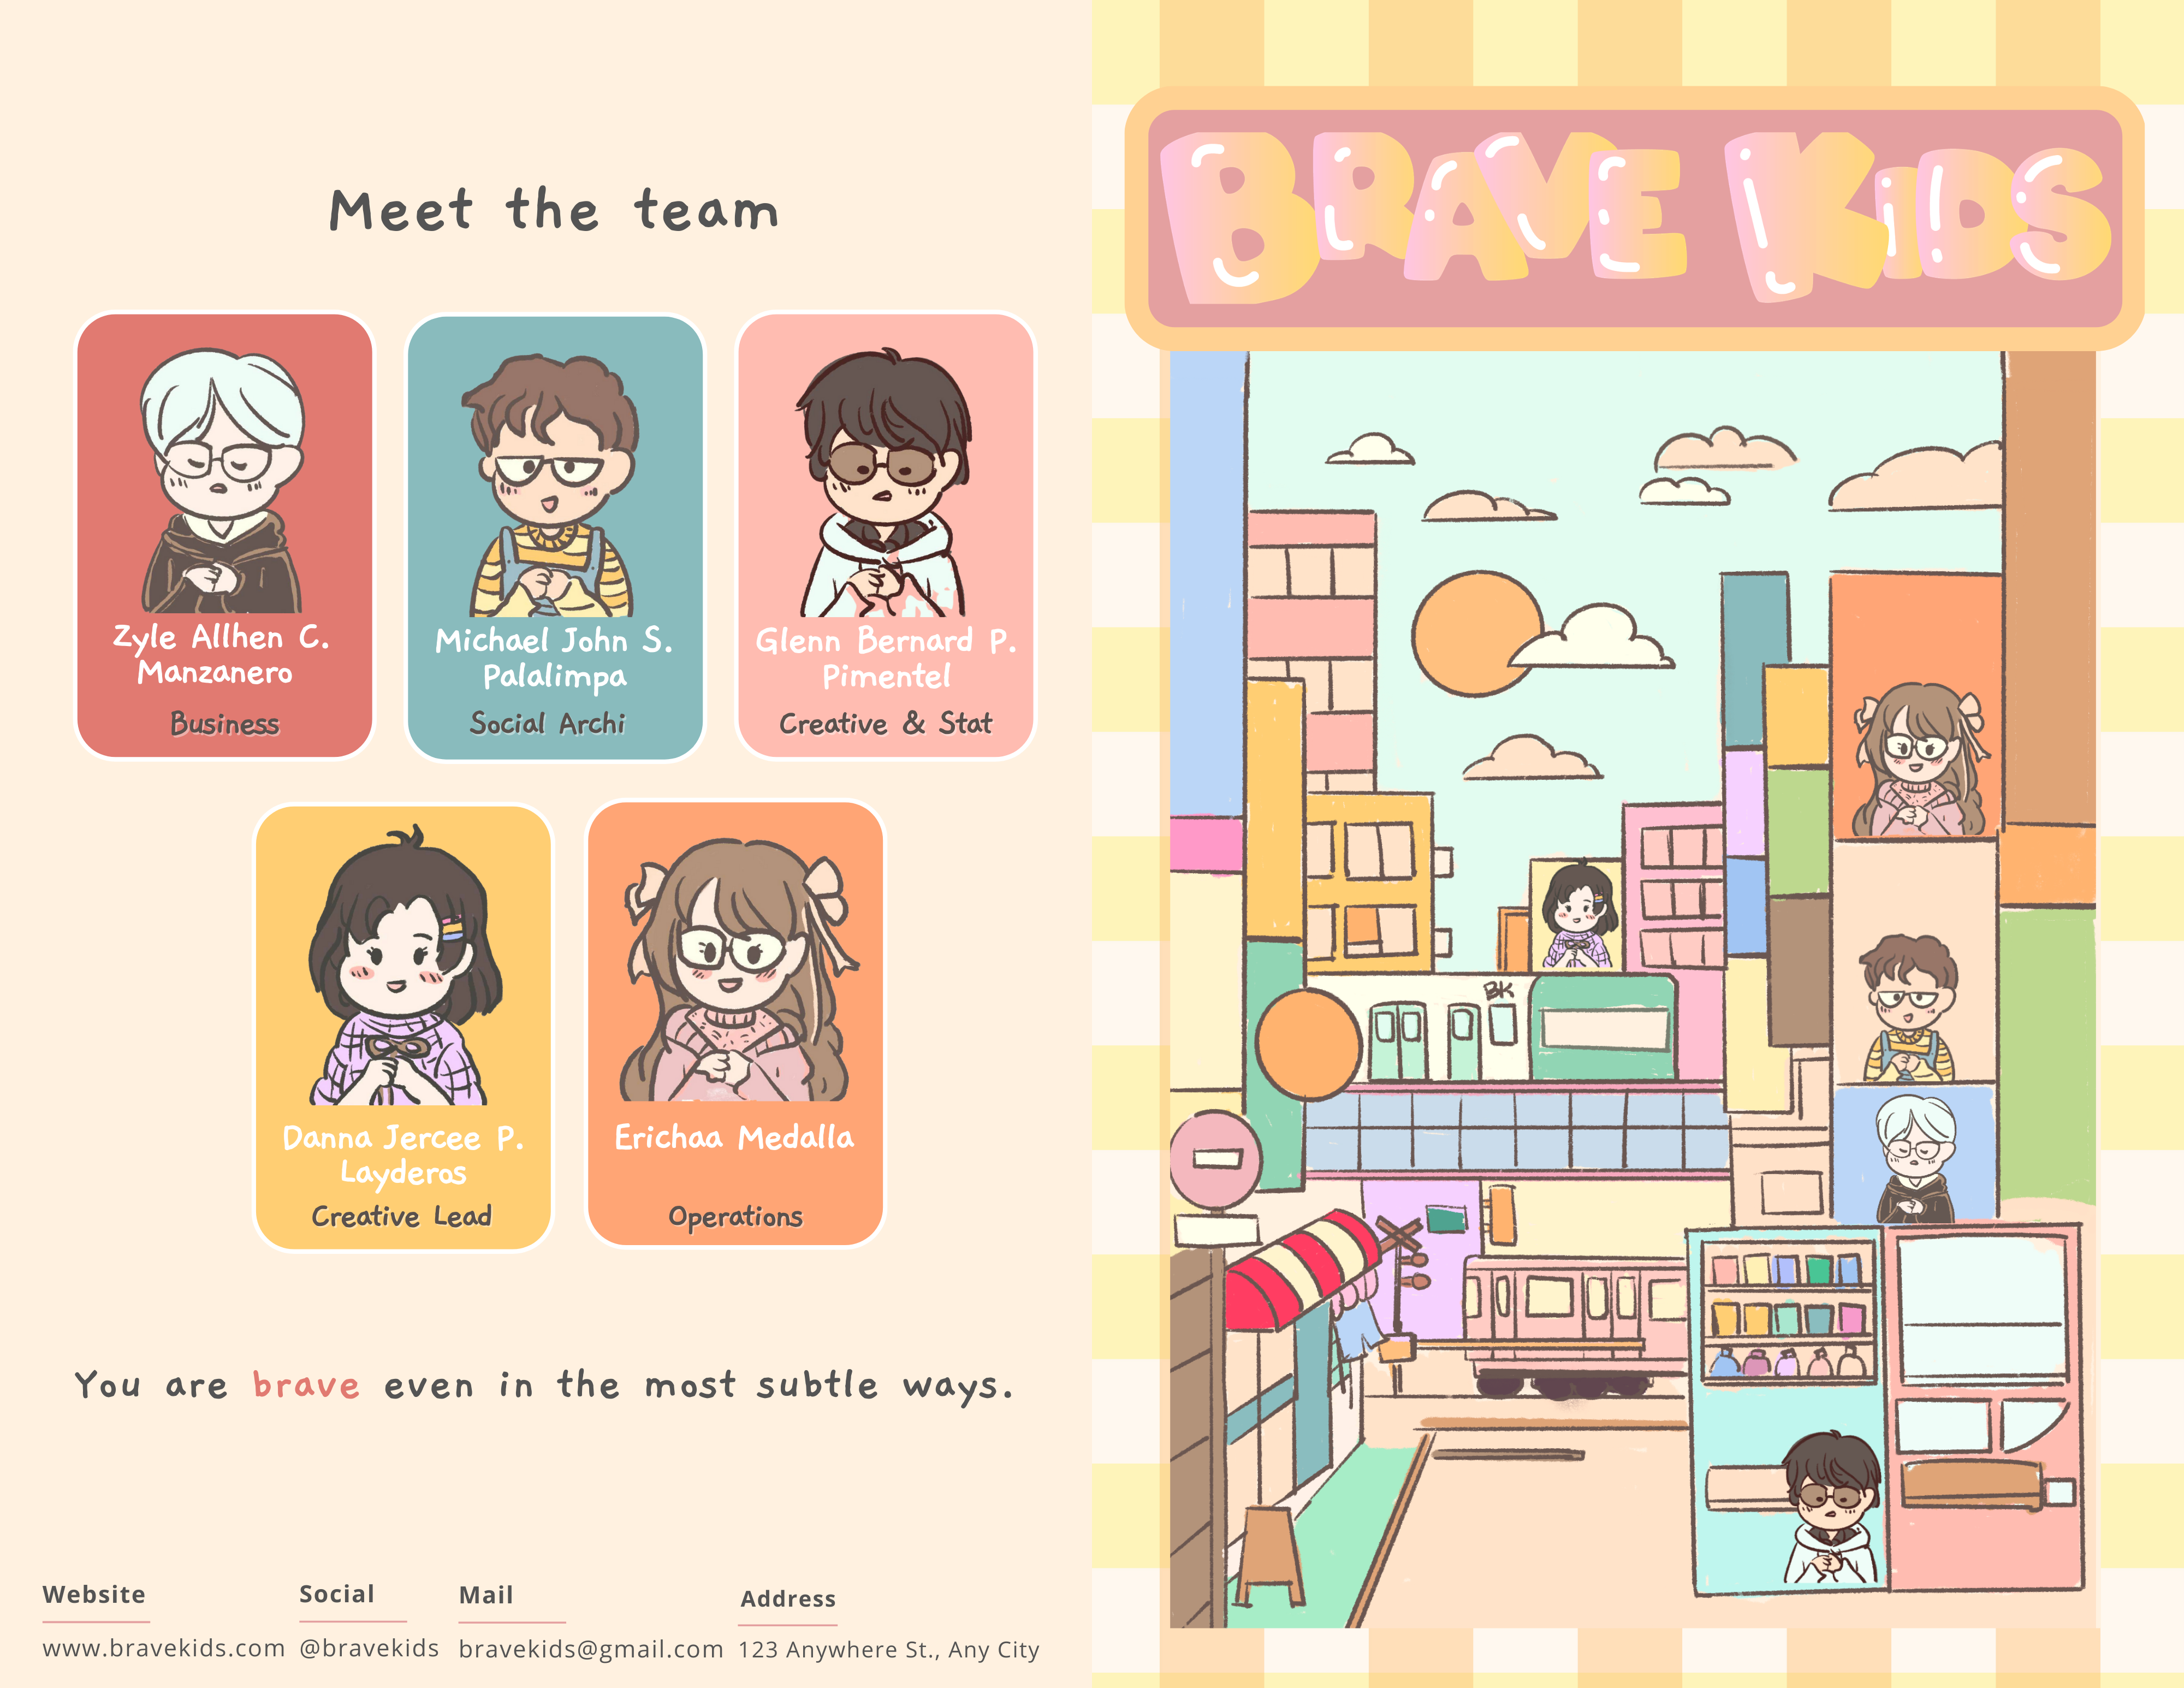 Meet the team
Zyle Allhen C.
Manzanero
Business
Michael John S.
Palalimpa
Social Archi
Glenn Bernard P.
Pimentel
Creative & Stat
Danna Jercee P.
Layderos
Creative Lead
Erichaa Medalla
Operations
You are brave even in the most subtle ways.
Website
www.bravekids.com
Social
@bravekids
Mail
bravekids@gmail.com
Address
123 Anywhere St., Any City
BRAVE KiDS
BK